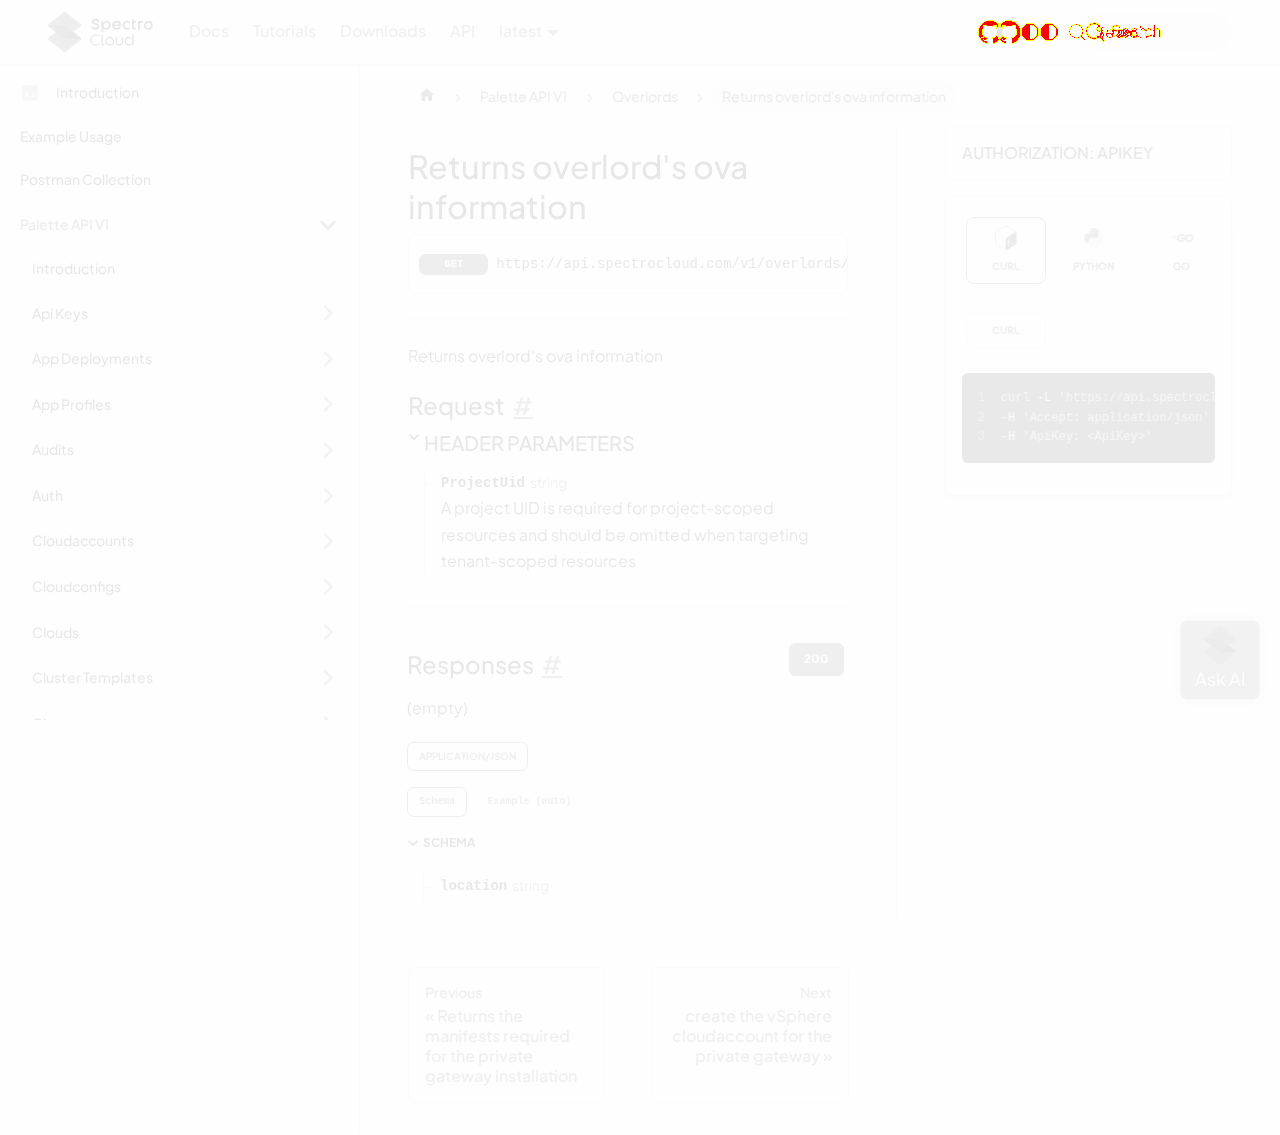 Spectro Cloud
Docs
Tutorials
Downloads
API
latest
Introduction
Example Usage
Postman Collection
Palette API V1
Introduction
Api Keys
App Deployments
App Profiles
Audits
Auth
Cloudaccounts
Cloudconfigs
Clouds
Cluster Templates
Palette API V1
Overlords
Returns overlord's ova information
Returns overlord's ova
information
GET https://api.spectrocloud.com/v1/overlords/
Returns overlord's ova information
Request #
HEADER PARAMETERS
ProjectUid string
A project UID is required for project-scoped
resources and should be omitted when targeting
tenant-scoped resources
Responses #
200
(empty)
APPLICATION/JSON
Schema
Example (auto)
SCHEMA
location string
Previous
« Returns the
manifests required
for the private
gateway installation
Next
create the vSphere
cloudaccount for the
private gateway »
AUTHORIZATION: APIKEY
CURL
PYTHON
GO
GO
CURL
1 curl -L 'https://api.spectrocl
2 -H 'Accept: application/json'
3 -H 'ApiKey: <ApiKey>'
Ask AI